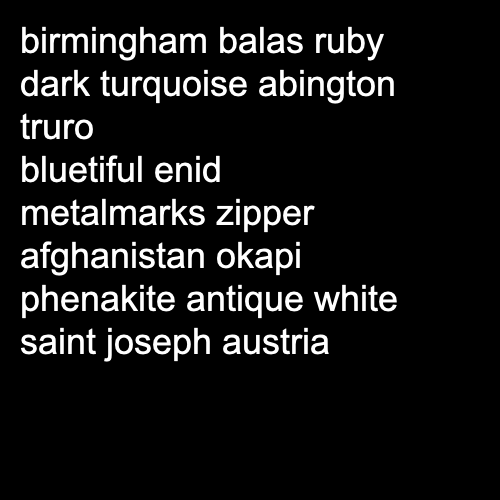 birmingham balas ruby
dark turquoise abington
truro
bluetiful enid
metalmarks zipper
afghanistan okapi
phenakite antique white
saint joseph austria